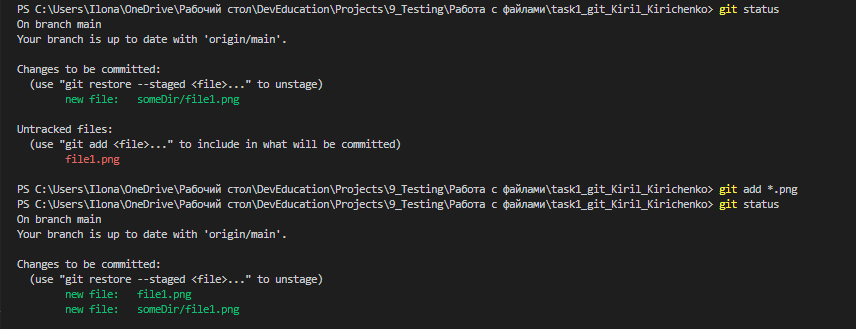 PS C:\Users\Ilona\OneDrive\Рабочий стол\DevEducation\Projects\9_Testing\Работа с файлами\task1_git_Kiril_Kirichenko> git status
On branch main
Your branch is up to date with 'origin/main'.
Changes to be committed:
(use "git restore --staged <file>..." to unstage)
new file: someDir/file1.png
Untracked files:
(use "git add <file>..." to include in what will be committed)
file1.png
PS C:\Users\Ilona\OneDrive\Рабочий стол\DevEducation\Projects\9_Testing\Работа с файлами\task1_git_Kiril_Kirichenko> git add *.png
PS C:\Users\Ilona\OneDrive\Рабочий стол\DevEducation\Projects\9_Testing\Работа с файлами\task1_git_Kiril_Kirichenko> git status
On branch main
Your branch is up to date with 'origin/main'.
Changes to be committed:
(use "git restore --staged <file>..." to unstage)
new file: file1.png
new file: someDir/file1.png